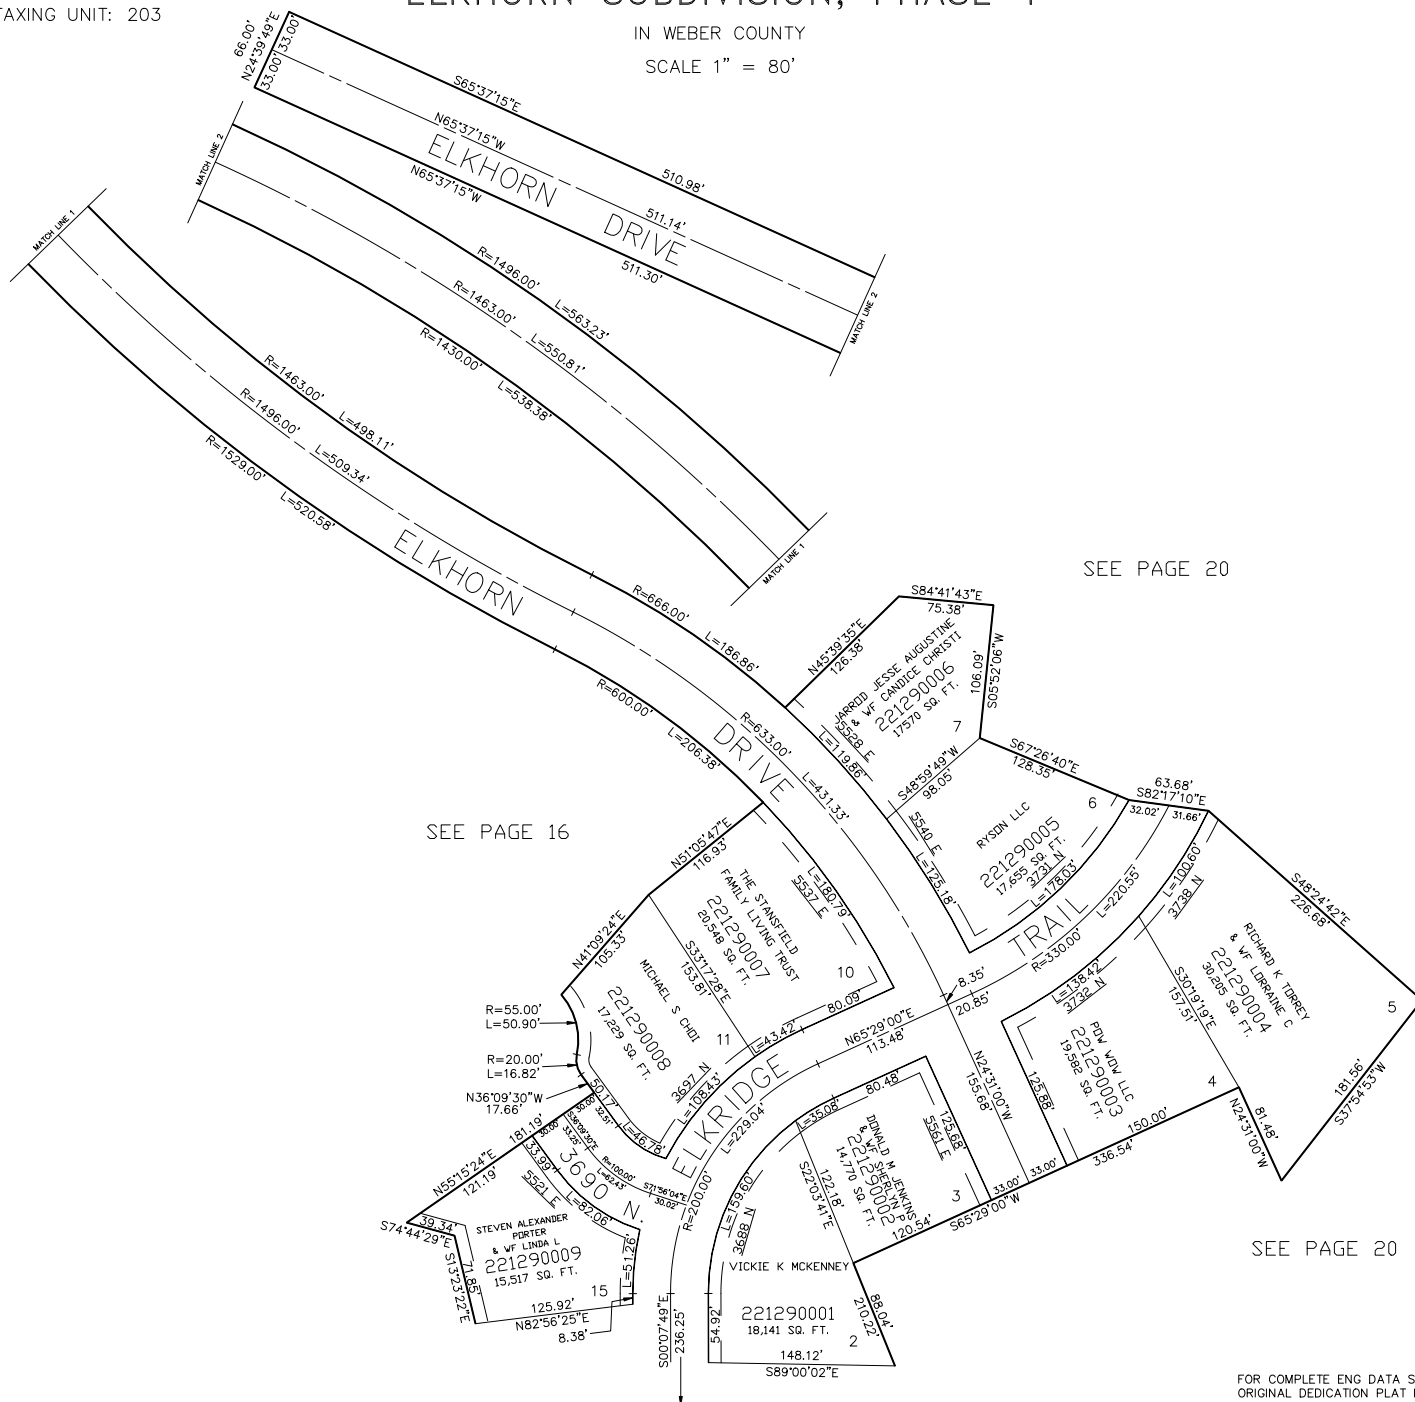 TAXING UNIT: 203
IN WEBER COUNTY
SCALE 1" = 80'
66.00'
N24°39'49"E
33.00'
33.00'
S65°37'15"E
510.98'
N65°37'15"W
511.14'
ELKHORN DRIVE
N65°37'15"W
511.30'
MATCH LINE 2
MATCH LINE 2
MATCH LINE 1
MATCH LINE 1
R=1496.00' L=563.23'
R=1463.00' L=550.81'
R=1430.00' L=538.38'
R=1463.00' L=498.11'
R=1496.00' L=509.34'
R=1529.00' L=520.58'
ELKHORN
DRIVE
R=666.00' L=186.86'
R=633.00' L=431.33'
R=600.00' L=206.38'
SEE PAGE 20
SEE PAGE 16
SEE PAGE 20
S84°41'43"E
75.38'
N45°39'35"E
126.38'
106.09'
S05°52'06"W
JARROD JESSE AUGUSTINE
& WF CANDICE CHRISTI
221290006
17570 SQ. FT.
5528 E
L=119.86'
7
S48°59'49"W
98.05'
S67°26'40"E
128.35'
6
RYSON LLC
221290005
17,655 SQ. FT.
3731 N
L=178.03'
5540 E
L=125.18'
63.68'
S82°17'10"E
32.02'
31.66'
TRAIL
L=220.55'
R=330.00'
L=100.60'
3738 N
S48°24'42"E
226.68'
RICHARD K TORREY
& WF LORRAINE C
221290004
30,205 SQ. FT.
5
181.56'
S37°54'53"W
81.48'
N24°31'00"W
S30°19'19"E
157.51'
L=138.42'
3732 N
POW WOW LLC
221290003
19,582 SQ. FT.
4
125.88'
150.00'
336.54'
S65°29'00"W
33.00'
33.00'
N24°31'00"W
155.68'
8.35'
20.85'
N65°29'00"E
113.48'
N51°05'47"E
116.93'
THE STANSFIELD
FAMILY LIVING TRUST
221290007
20,548 SQ. FT.
L=180.79'
5537 E
10
80.09'
L=43.42'
S33°17'28"E
153.81'
N41°09'24"E
105.33'
MICHAEL S CHOI
221290008
17,229 SQ. FT.
11
3697 N
L=108.43'
R=55.00'
L=50.90'
R=20.00'
L=16.82'
N36°09'30"W
17.66'
50.17'
L=46.78'
ELKRIDGE
L=229.04'
R=200.00'
3690 N.
30.00'
30.00'
32.51'
S36°09'30"E
33.25'
R=100.00'
L=62.43'
S71°56'04"E
30.02'
181.19'
N55°15'24"E
121.19'
33.99'
L=82.06'
5521 E
S74°44'29"E
39.34'
S13°23'22"E
71.85'
STEVEN ALEXANDER
PORTER
& WF LINDA L
221290009
15,517 SQ. FT.
15
L=51.26'
125.92'
N82°56'25"E
8.38'
S00°07'49"E
236.25'
L=35.08'
80.48'
125.68'
5561 E
DONALD M JENKINS
& WF SHERLYN P
221290002
14,770 SQ. FT.
3
S22°03'41"E
122.18'
120.54'
L=159.60'
3688 N
VICKIE K MCKENNEY
221290001
18,141 SQ. FT.
2
54.92'
148.12'
S89°00'02"E
88.04'
210.22'
FOR COMPLETE ENG DATA S
ORIGINAL DEDICATION PLAT